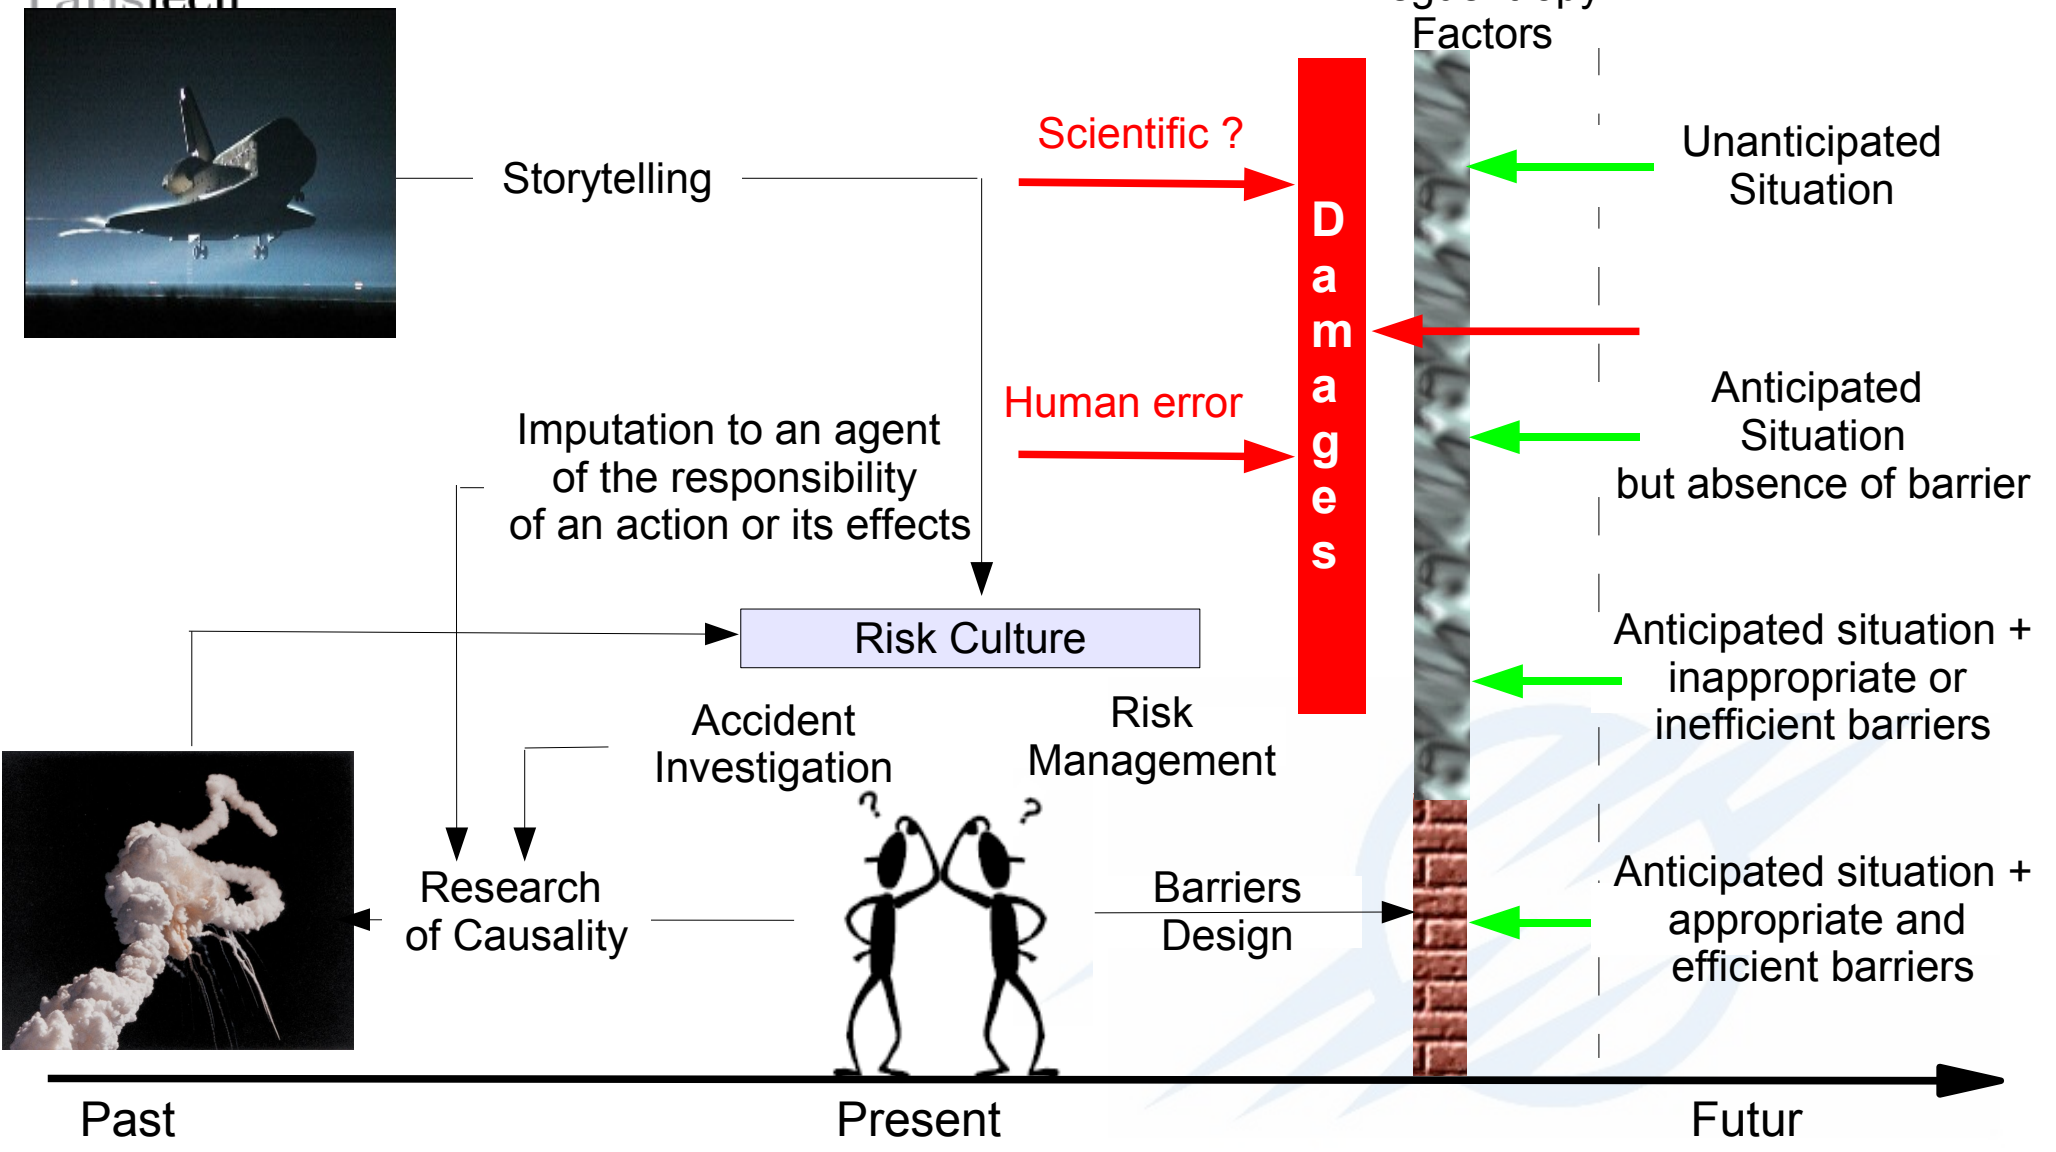 Factors
Storytelling
Scientific ?
Unanticipated
Situation
D
a
m
a
g
e
s
Human error
Anticipated
Situation
but absence of barrier
Imputation to an agent
of the responsibility
of an action or its effects
Risk Culture
Anticipated situation +
inappropriate or
inefficient barriers
Accident
Investigation
Risk
Management
?
?
Research
of Causality
Barriers
Design
Anticipated situation +
appropriate and
efficient barriers
Past
Present
Futur